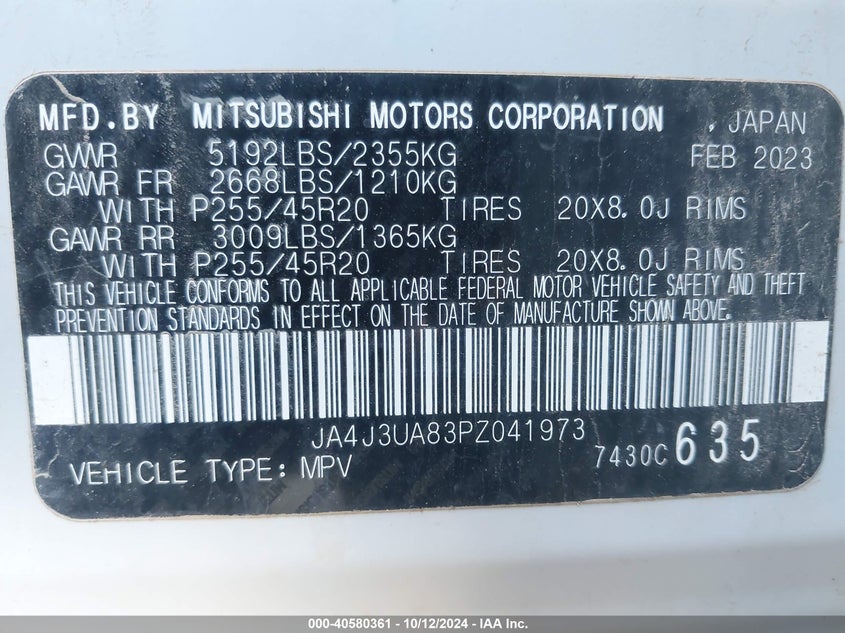 MFD.BY MITSUBISHI MOTORS CORPORATION , JAPAN
GVWR 5192LBS/2355KG FEB 2023
GAWR FR 2668LBS/1210KG
WITH P255/45R20 TIRES 20X8.0J RIMS
GAWR RR 3009LBS/1365KG
WITH P255/45R20 TIRES 20X8.0J RIMS
THIS VEHICLE CONFORMS TO ALL APPLICABLE FEDERAL MOTOR VEHICLE SAFETY AND THEFT
PREVENTION STANDARDS IN EFFECT ON THE DATE OF MANUFACTURE SHOWN ABOVE.
JA4J3UA83PZ041973
VEHICLE TYPE: MPV 7430C 635
000-40580361 - 10/12/2024 - IAA Inc.